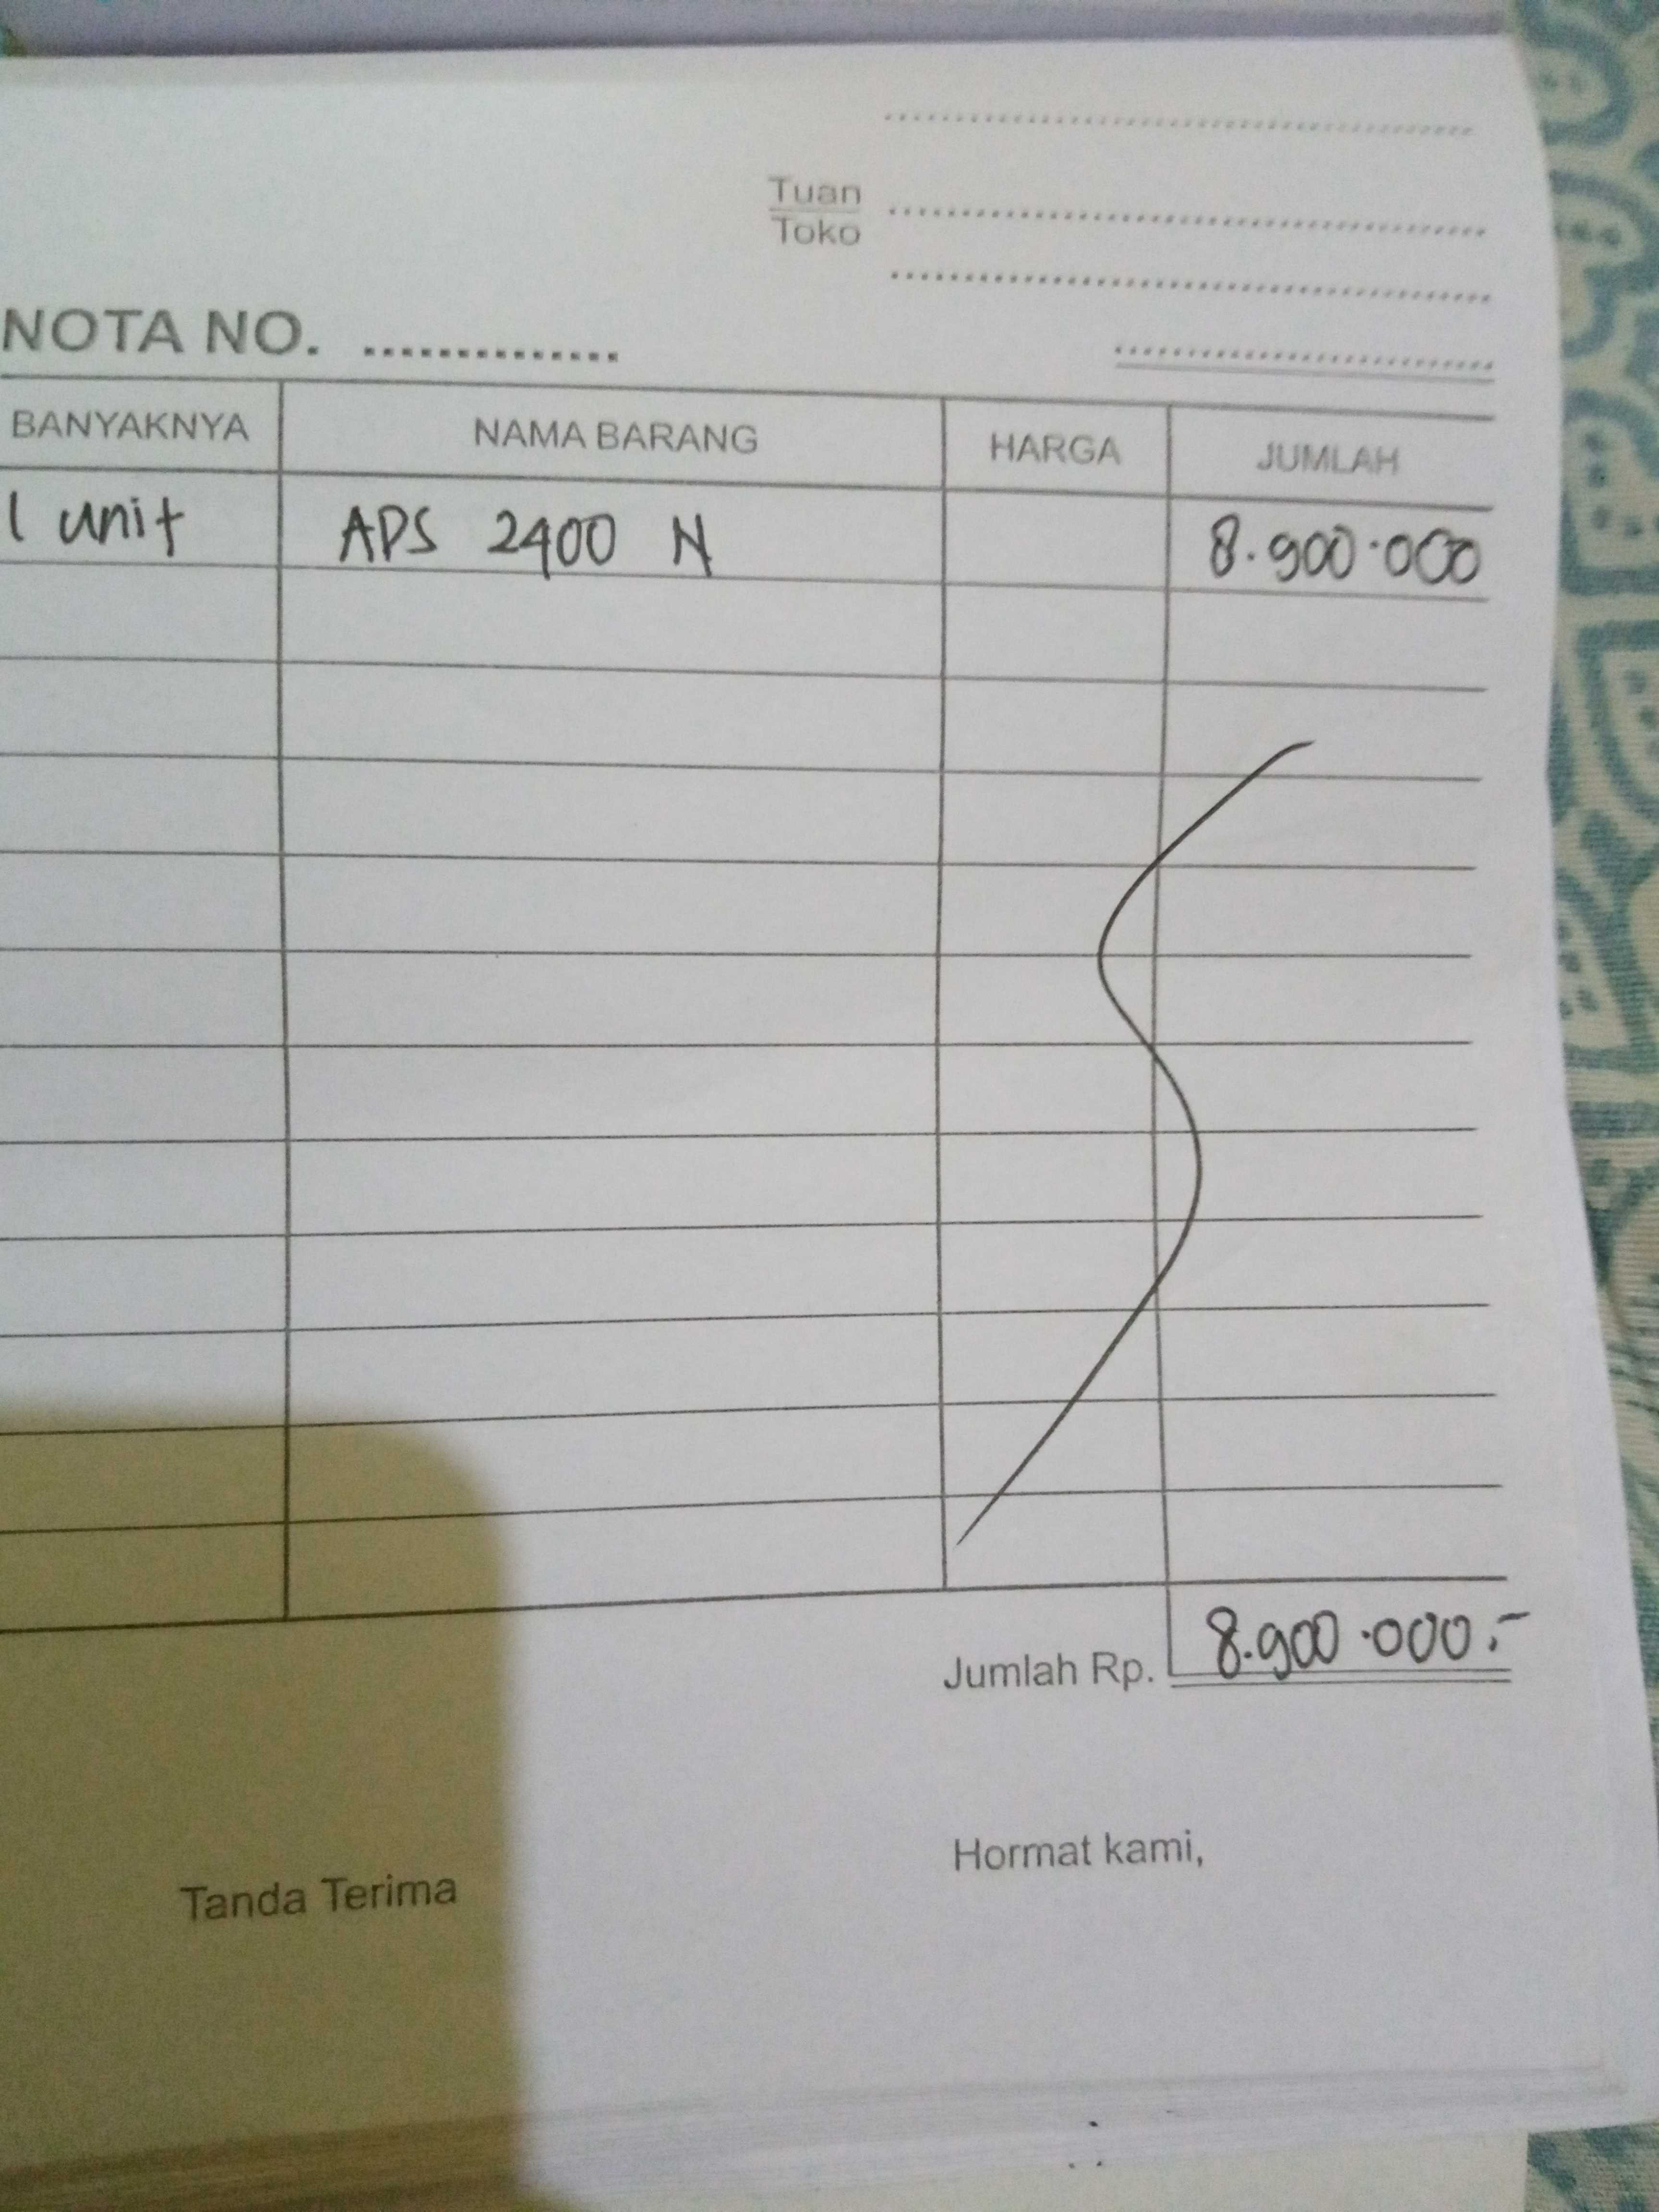 Tuan
Toko
NOTA NO. ..............
BANYAKNYA NAMA BARANG HARGA JUMLAH
1 unit APS 2400 N 8.900.000
Jumlah Rp. 8.900.000.-
Tanda Terima Hormat kami,